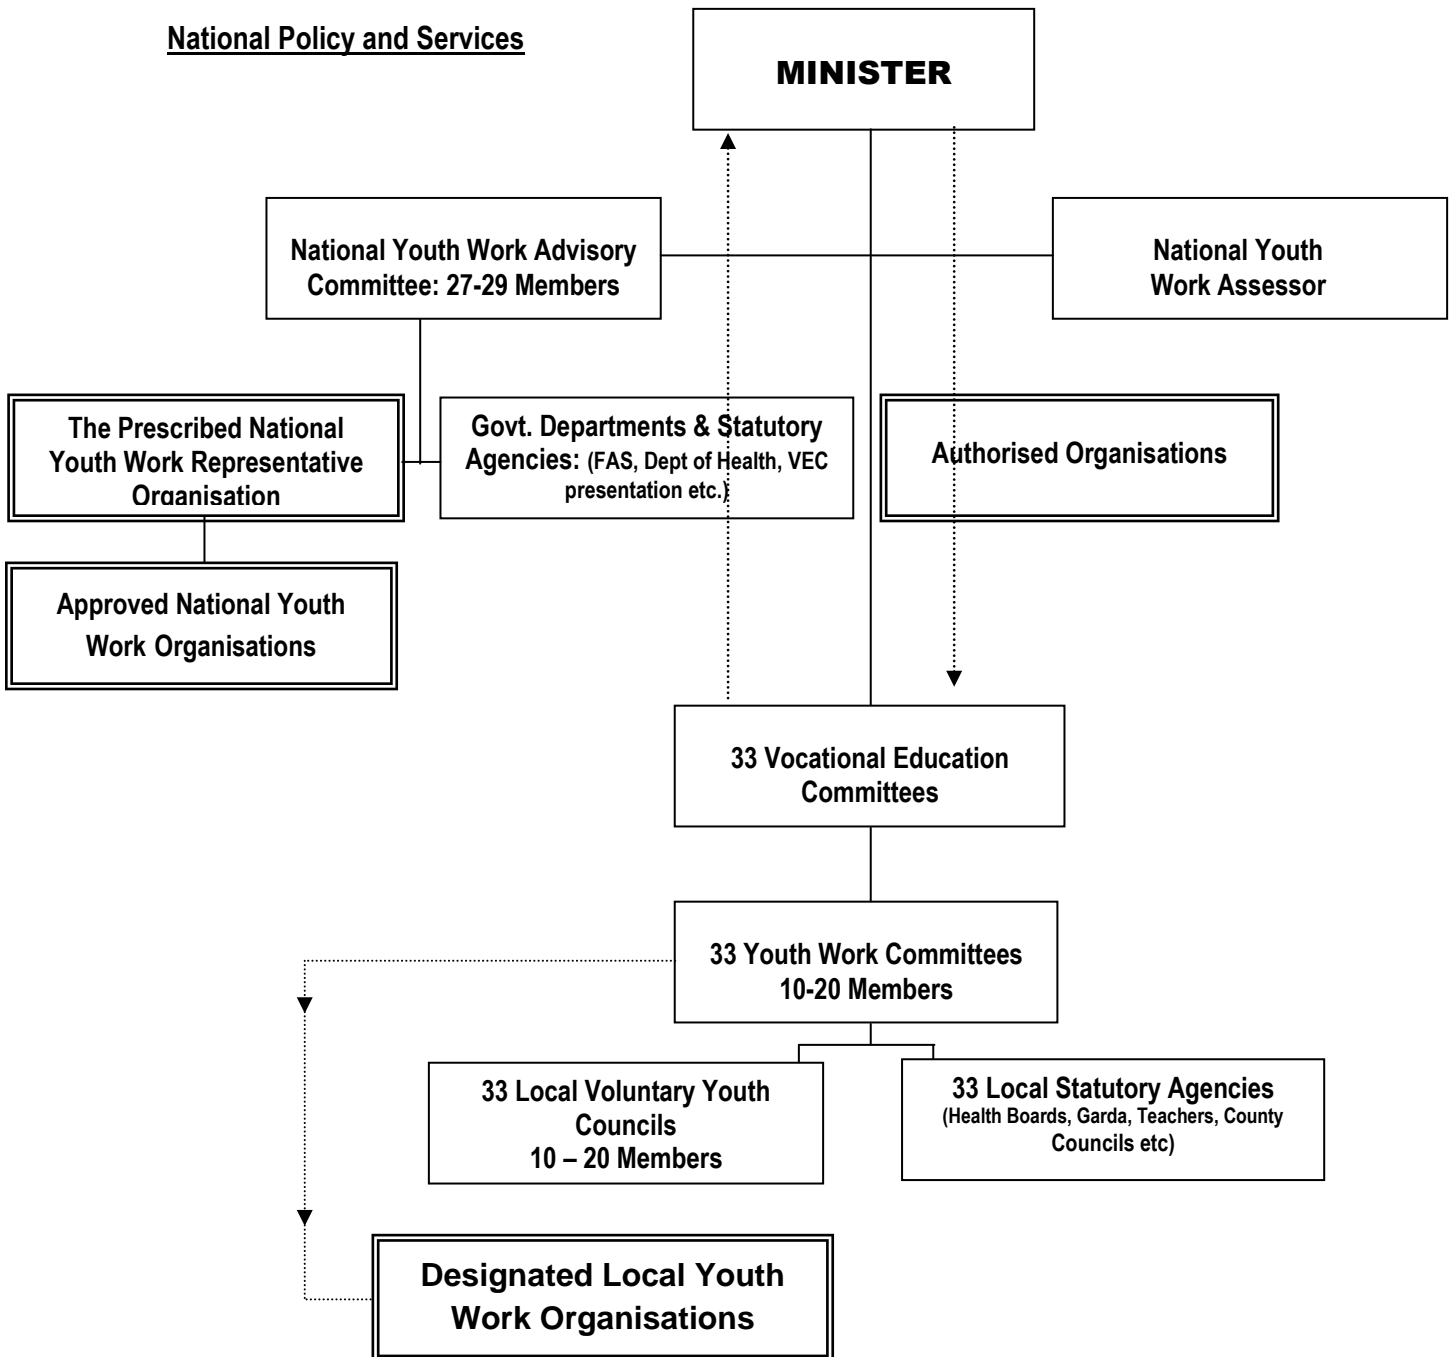 National Policy and Services
MINISTER
National Youth Work Advisory
Committee: 27-29 Members
National Youth
Work Assessor
The Prescribed National
Youth Work Representative
Organisation
Govt. Departments & Statutory
Agencies: (FAS, Dept of Health, VEC
presentation etc.)
Authorised Organisations
Approved National Youth
Work Organisations
33 Vocational Education
Committees
33 Youth Work Committees
10-20 Members
33 Local Voluntary Youth
Councils
10 – 20 Members
33 Local Statutory Agencies
(Health Boards, Garda, Teachers, County
Councils etc)
Designated Local Youth
Work Organisations